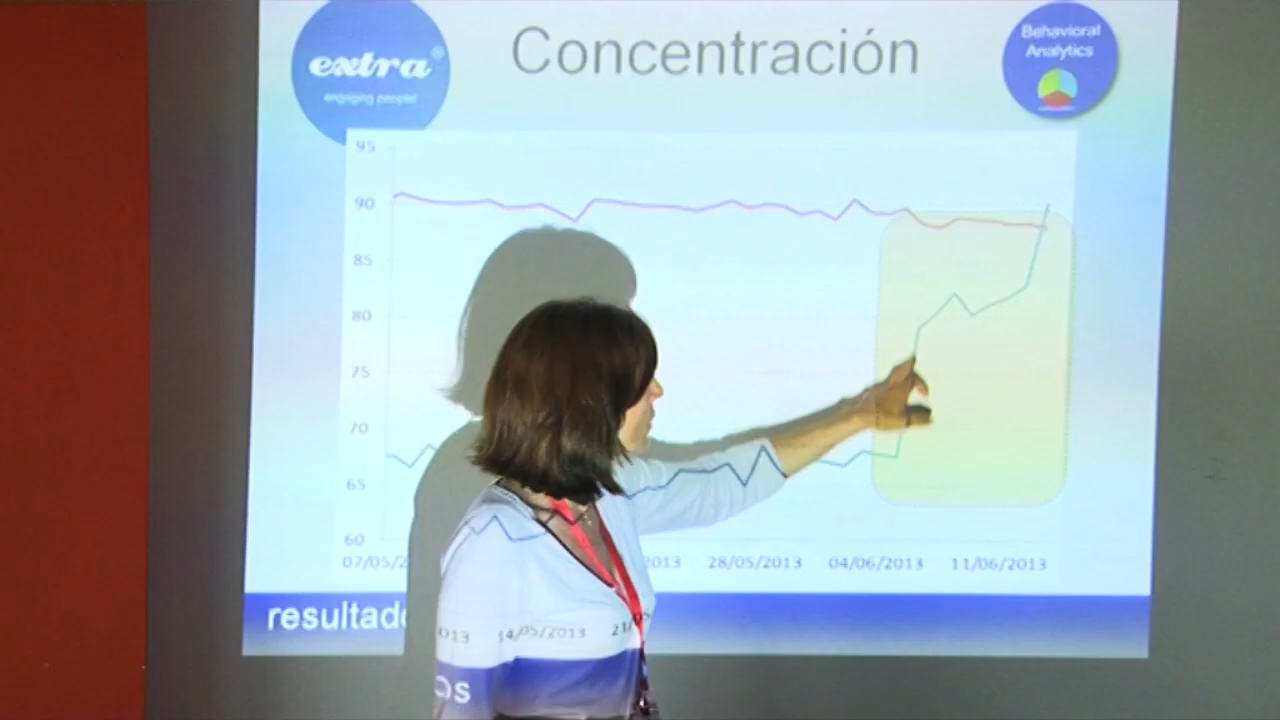 extra®
engaging people!
Concentración
Behavioral
Analytics
95
90
85
80
75
70
65
60
14/05/2013
28/05/2013
04/06/2013
11/06/2013
resultados